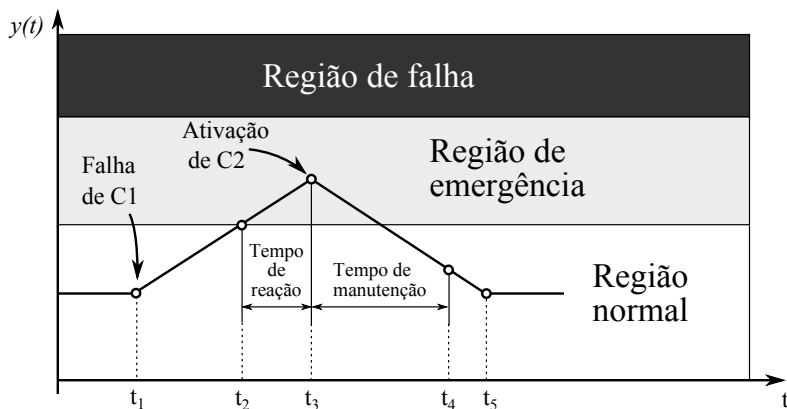 y(t)
Região de falha
Ativação
de C2
Região de
emergência
Falha
de C1
Tempo
de
reação
Tempo de
manutenção
Região
normal
t1
t2
t3
t4
t5
t